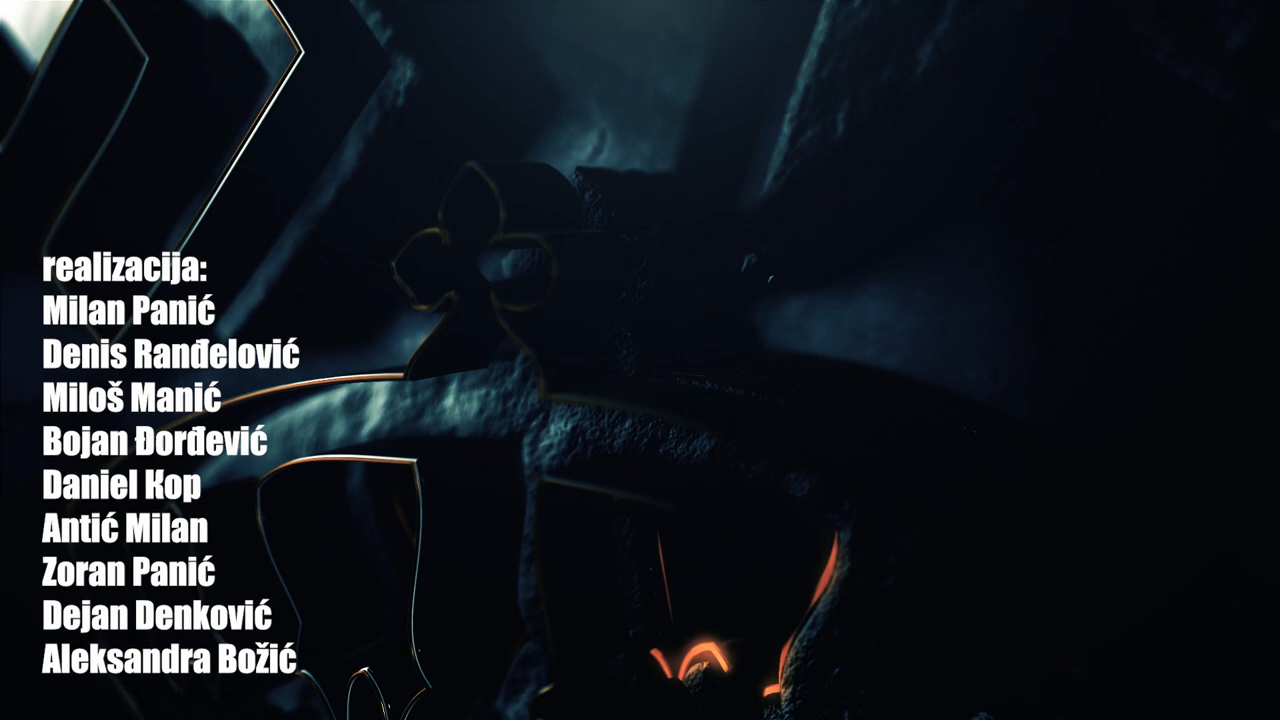 realizacija:
Milan Panić
Denis Ranđelović
Miloš Manić
Bojan Đorđević
Daniel Kop
Antić Milan
Zoran Panić
Dejan Denković
Aleksandra Božić